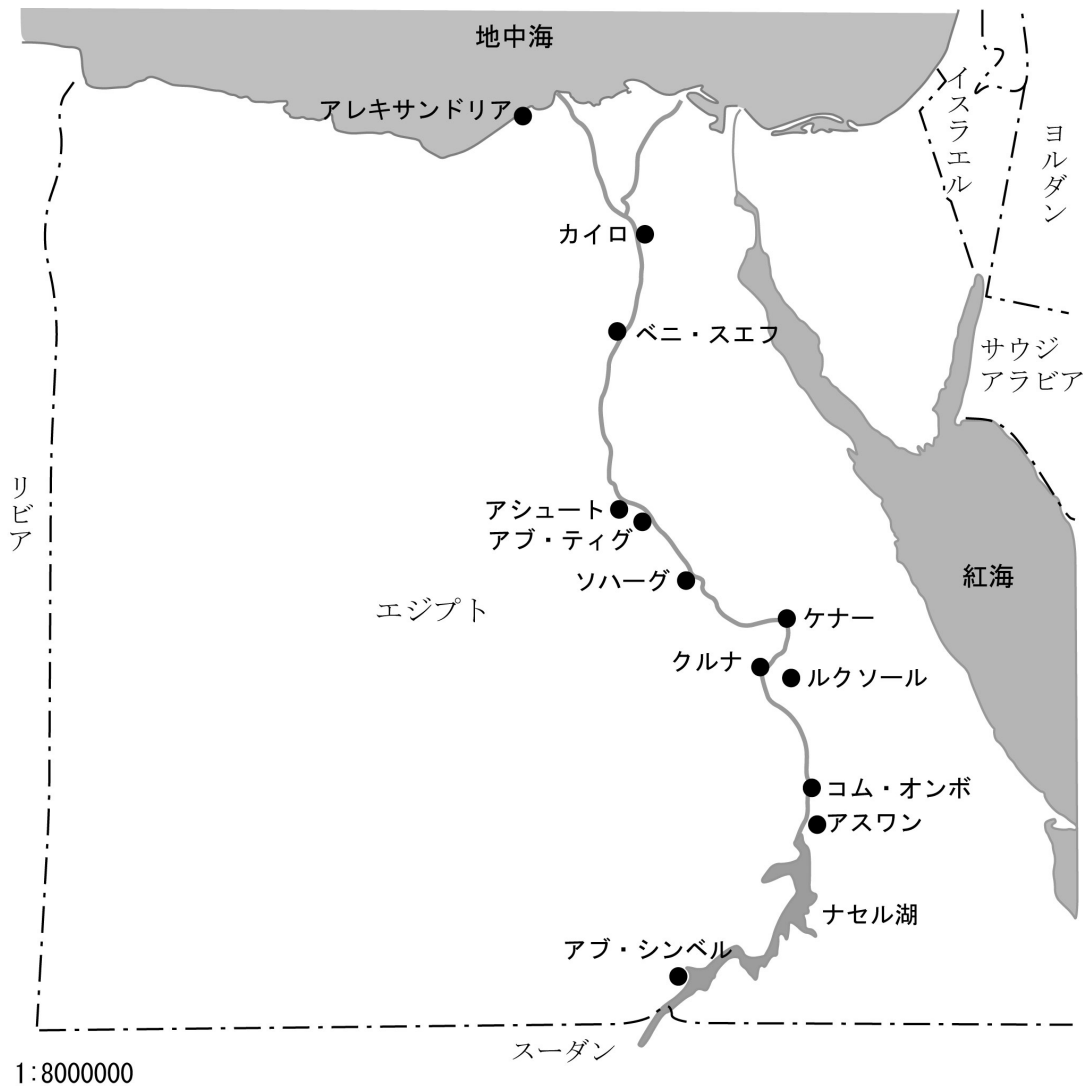 地中海
アレキサンドリア
イスラエル
ヨルダン
カイロ
ベニ・スエフ
サウジ
アラビア
リビア
アシュート
アブ・ティグ
ソハーグ
紅海
エジプト
ケナー
クルナ
ルクソール
コム・オンボ
アスワン
ナセル湖
アブ・シンベル
スーダン
1:8000000